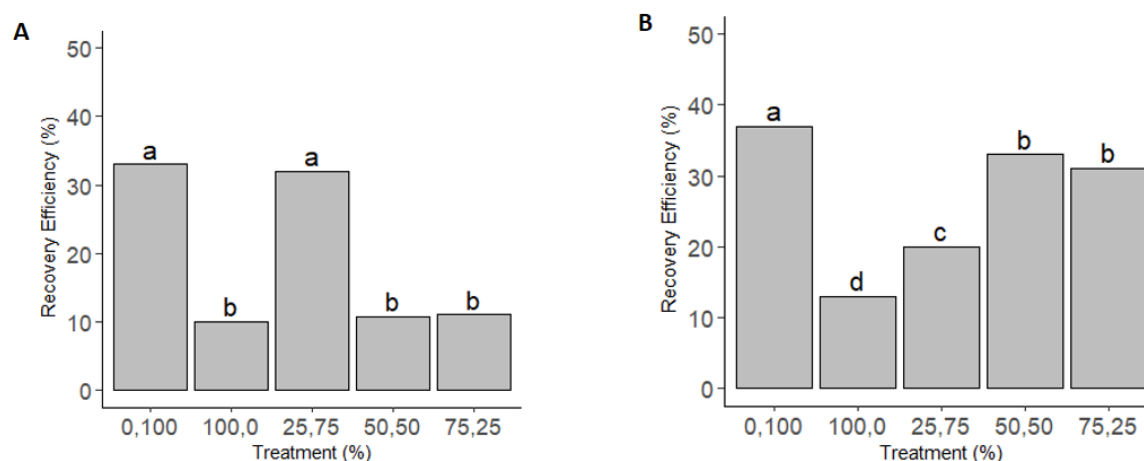 A
Recovery Efficiency (%)
50
40
30
20
10
0
a
b
a
b
b
0,100 100,0 25,75 50,50 75,25
Treatment (%)
B
Recovery Efficiency (%)
50
40
30
20
10
0
a
d
c
b
b
0,100 100,0 25,75 50,50 75,25
Treatment (%)